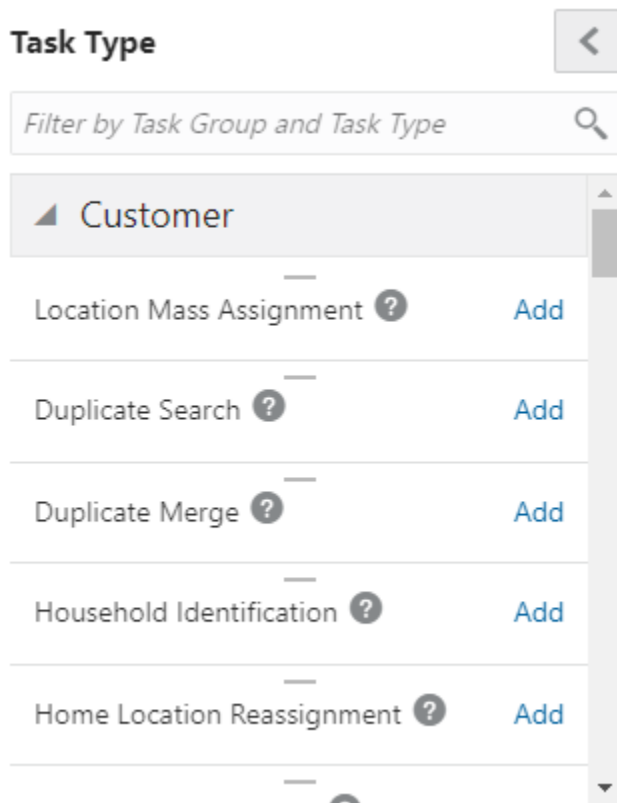 Task Type
Filter by Task Group and Task Type
Customer
Location Mass Assignment ? Add
Duplicate Search ? Add
Duplicate Merge ? Add
Household Identification ? Add
Home Location Reassignment ? Add